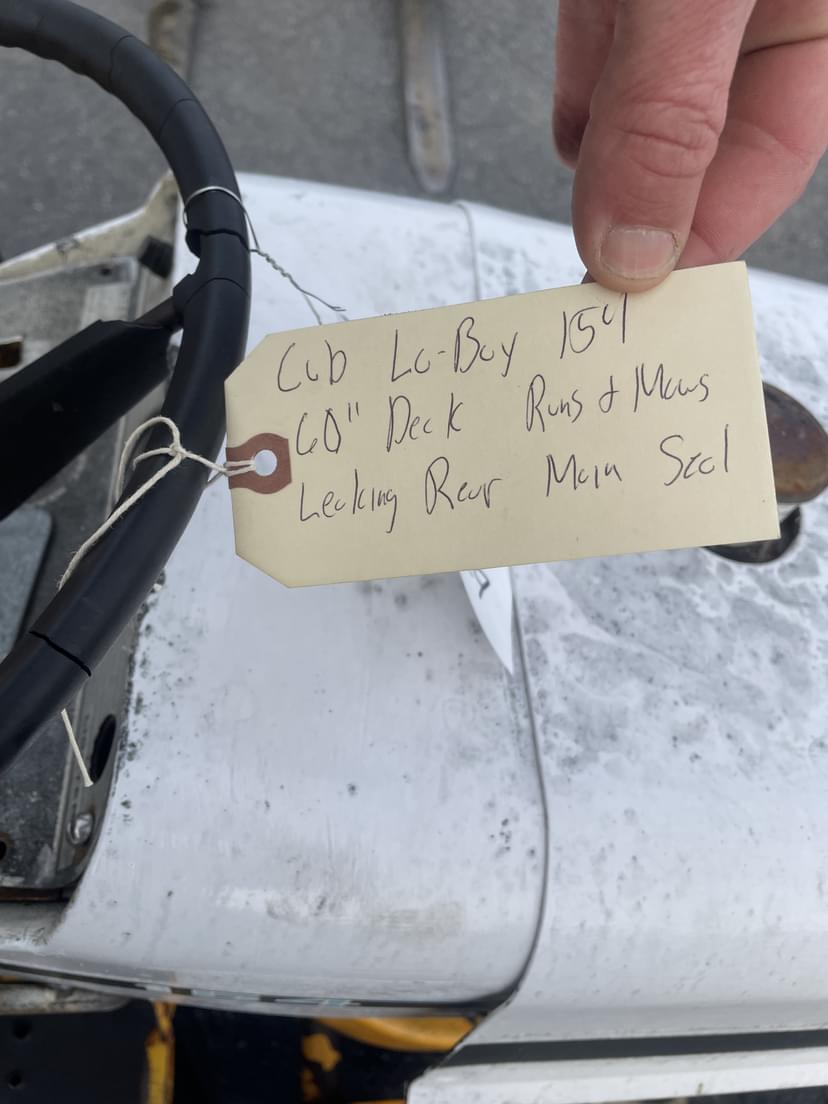 Cub Lo-Boy 154
60" Deck Runs & Mows
Leaking Rear Main Seal